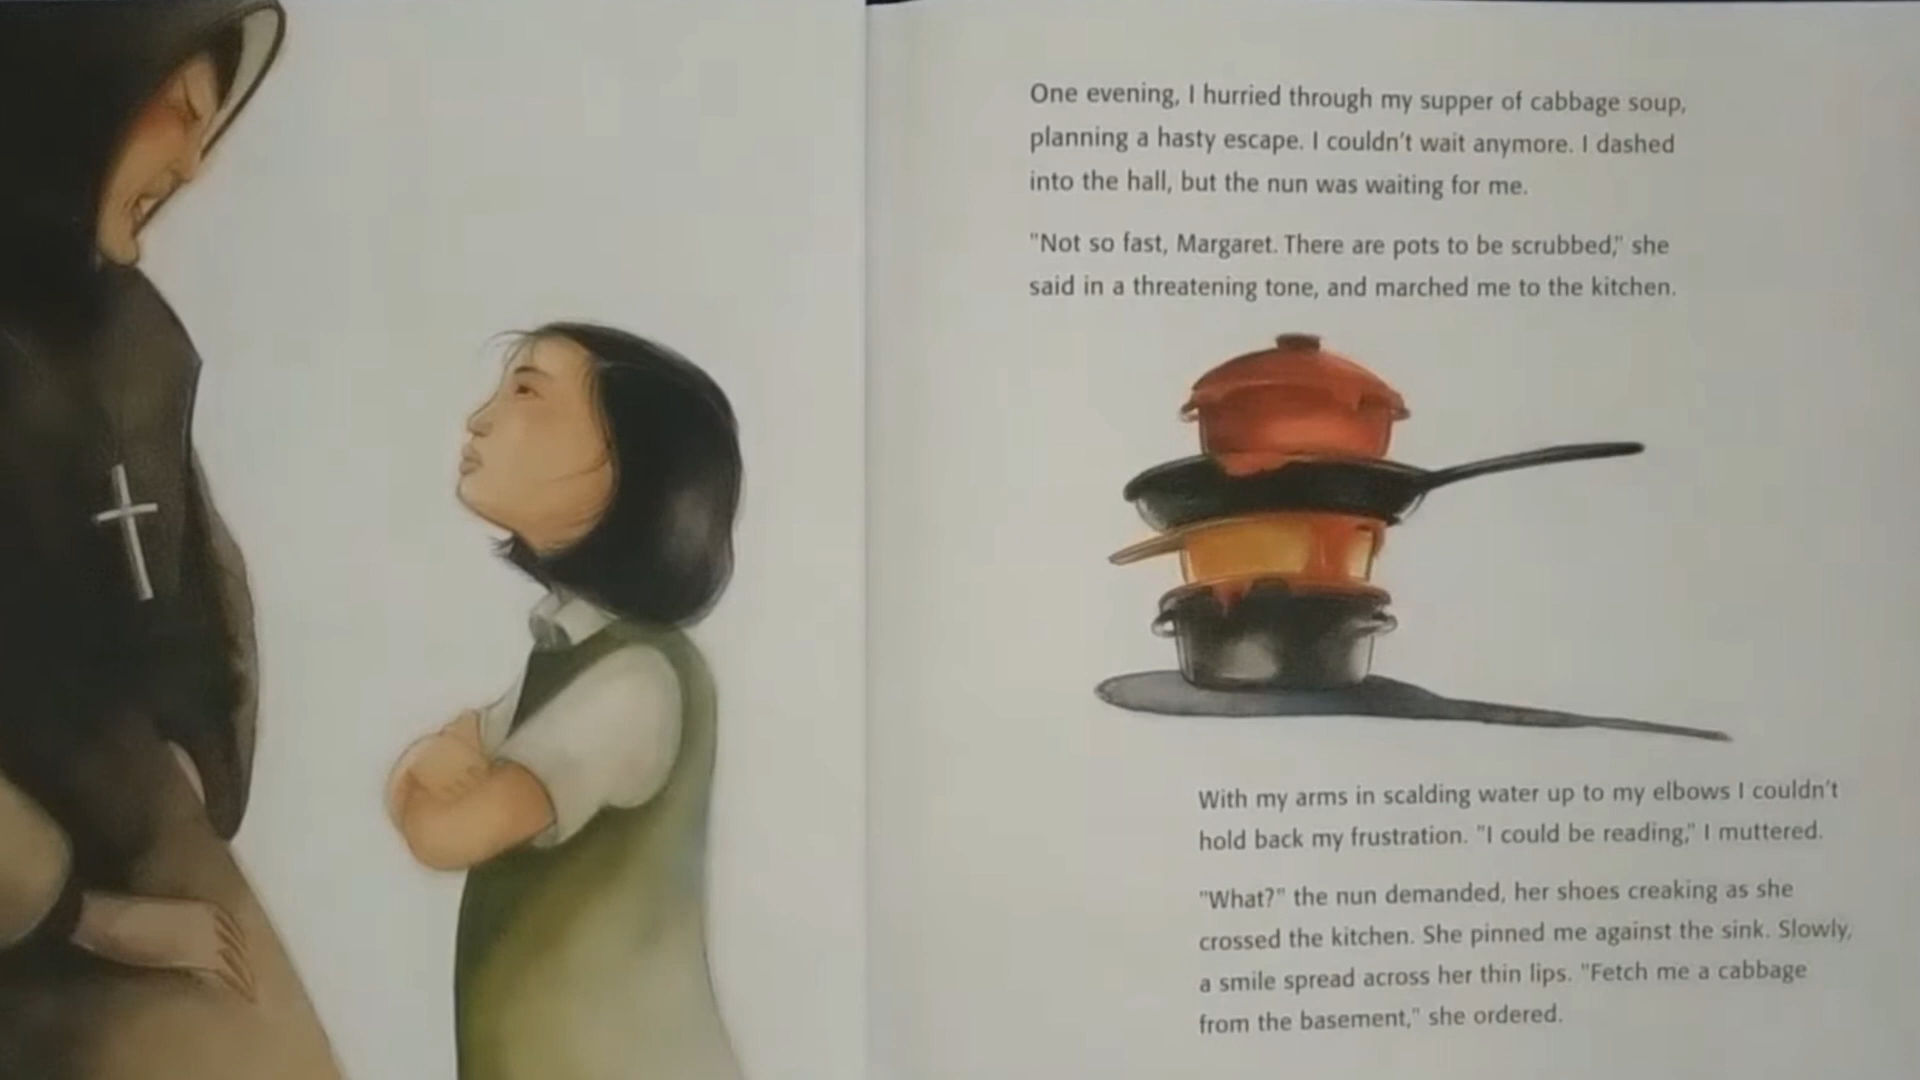 One evening, I hurried through my supper of cabbage soup,
planning a hasty escape. I couldn't wait anymore. I dashed
into the hall, but the nun was waiting for me.
"Not so fast, Margaret. There are pots to be scrubbed," she
said in a threatening tone, and marched me to the kitchen.
With my arms in scalding water up to my elbows I couldn't
hold back my frustration. "I could be reading," I muttered.
"What?" the nun demanded, her shoes creaking as she
crossed the kitchen. She pinned me against the sink. Slowly,
a smile spread across her thin lips. "Fetch me a cabbage
from the basement," she ordered.